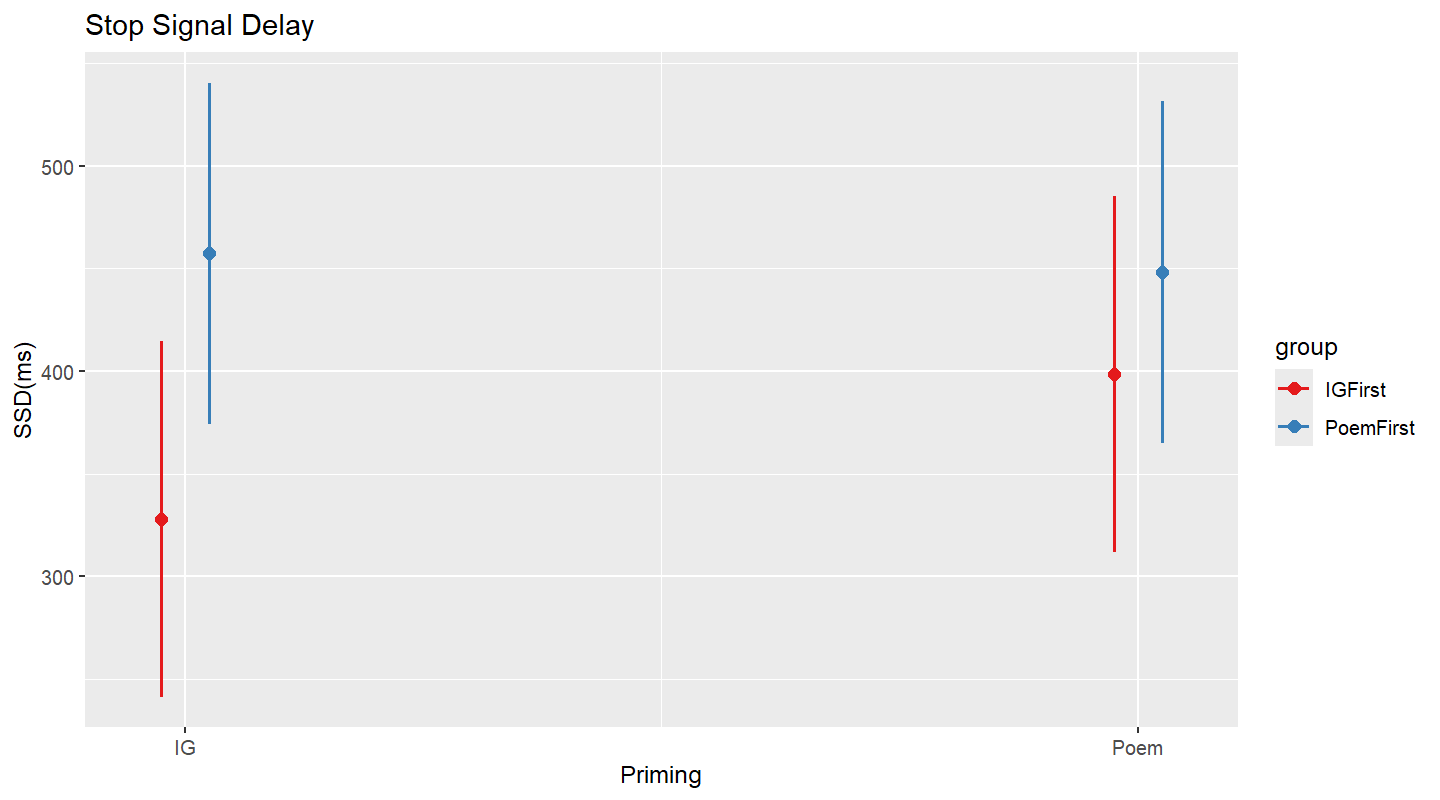 Stop Signal Delay
SSD(ms)
500
400
300
IG
Poem
Priming
group
IGFirst
PoemFirst